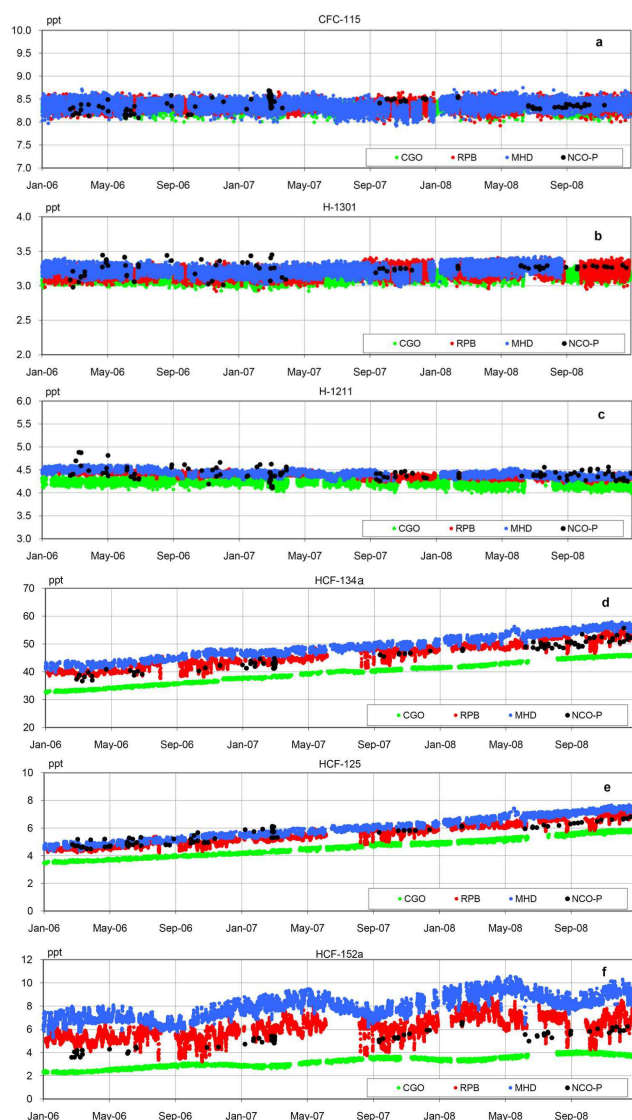 ppt CFC-115
10.0
a
9.5
9.0
8.5
8.0
7.5
CGO RPB MHD NCO-P
7.0
Jan-06 May-06 Sep-06 Jan-07 May-07 Sep-07 Jan-08 May-08 Sep-08
ppt H-1301
4.0
b
3.5
3.0
2.5
CGO RPB MHD NCO-P
2.0
Jan-06 May-06 Sep-06 Jan-07 May-07 Sep-07 Jan-08 May-08 Sep-08
ppt H-1211
6.0
c
5.5
5.0
4.5
4.0
3.5
CGO RPB MHD NCO-P
3.0
Jan-06 May-06 Sep-06 Jan-07 May-07 Sep-07 Jan-08 May-08 Sep-08
ppt HCF-134a
70
d
60
50
40
30
CGO RPB MHD NCO-P
20
Jan-06 May-06 Sep-06 Jan-07 May-07 Sep-07 Jan-08 May-08 Sep-08
ppt HCF-125
10
e
8
6
4
2
CGO RPB MHD NCO-P
0
Jan-06 May-06 Sep-06 Jan-07 May-07 Sep-07 Jan-08 May-08 Sep-08
ppt HCF-152a
12
f
10
8
6
4
2
CGO RPB MHD NCO-P
0
Jan-06 May-06 Sep-06 Jan-07 May-07 Sep-07 Jan-08 May-08 Sep-08